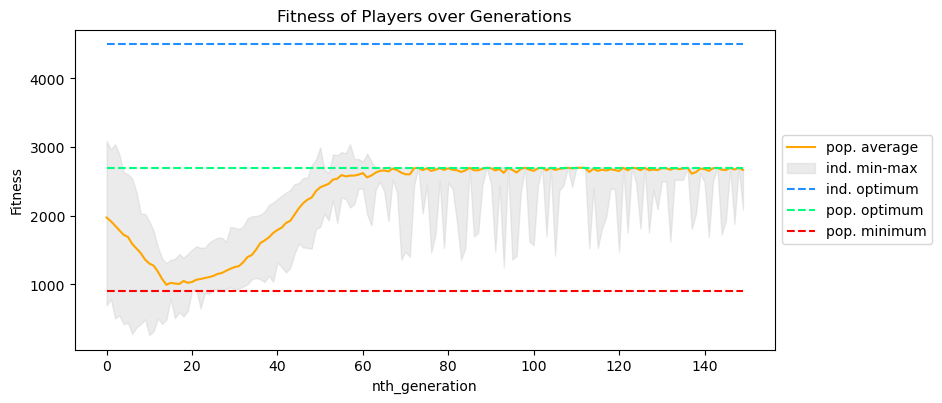 Fitness of Players over Generations
Fitness
4000
3000
2000
1000
0
20
40
60
80
100
120
140
nth_generation
pop. average
ind. min-max
ind. optimum
pop. optimum
pop. minimum